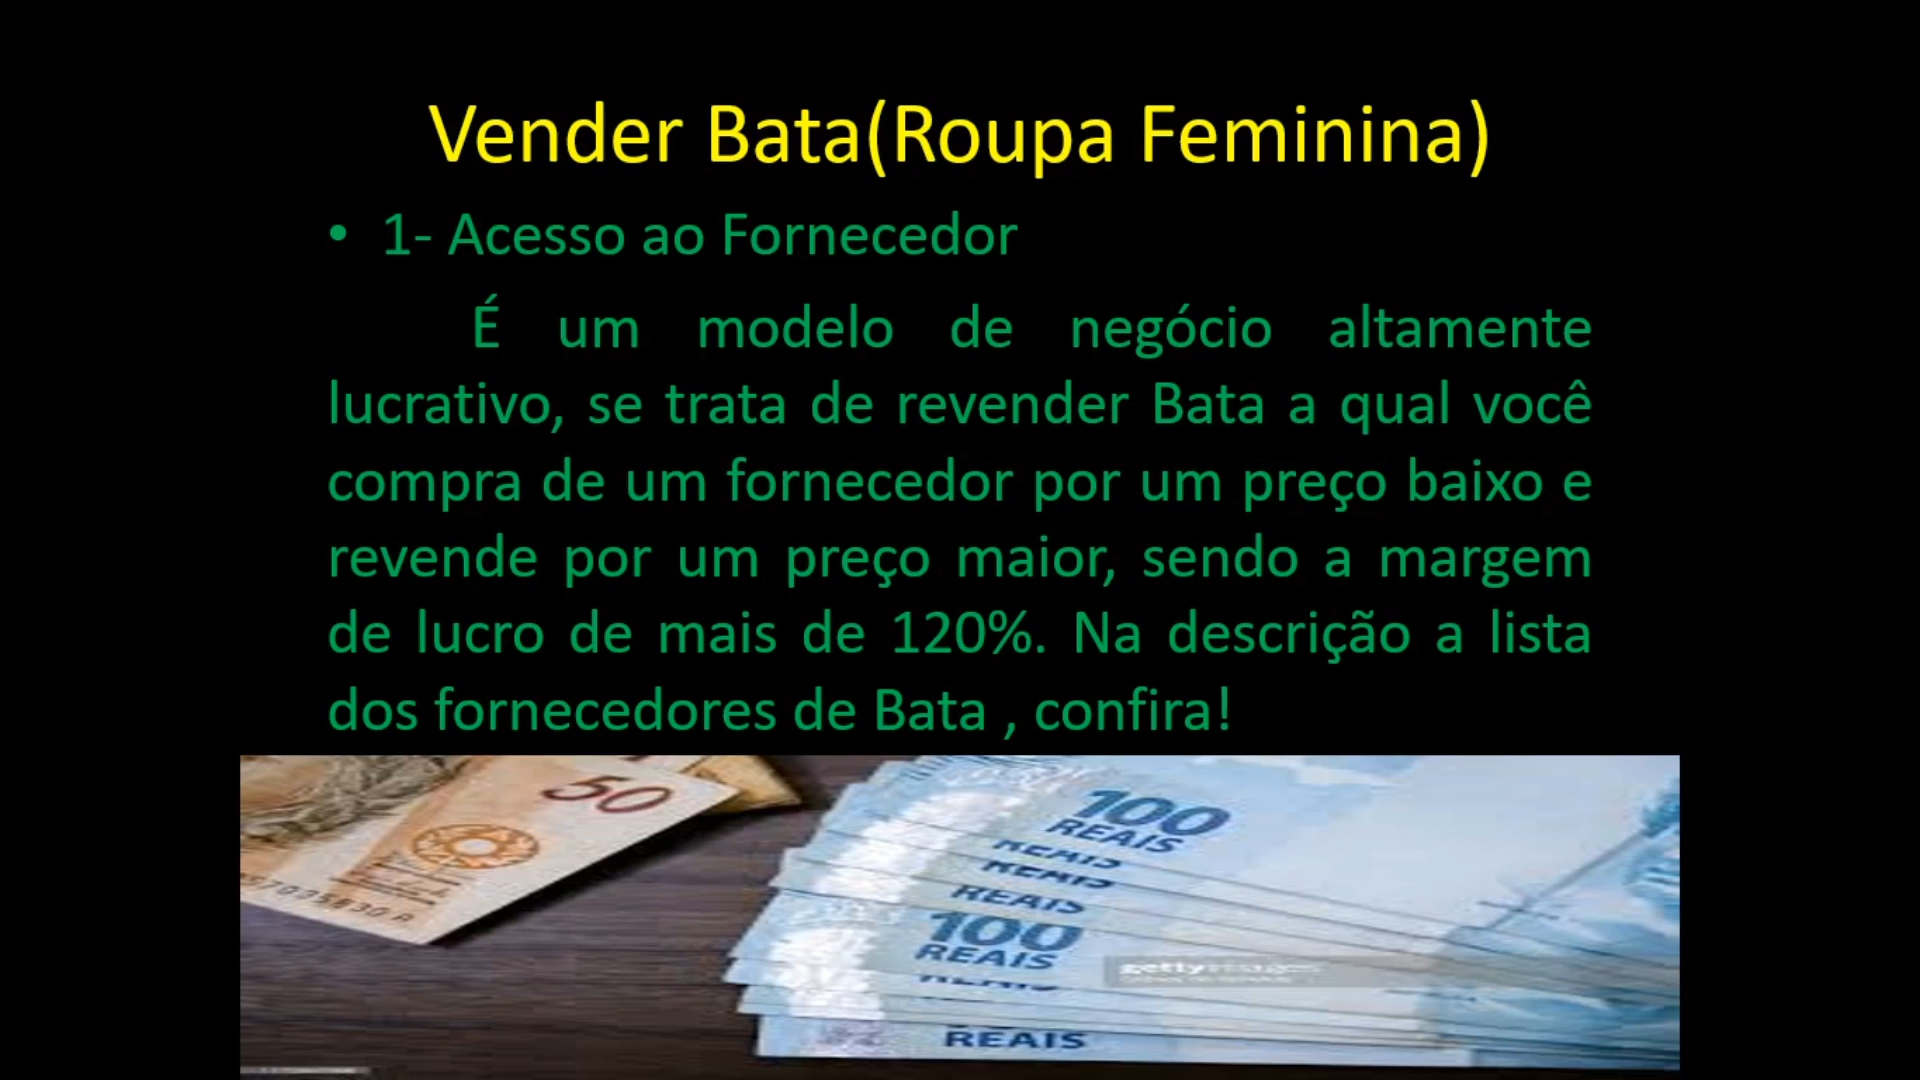 Vender Bata(Roupa Feminina)
• 1- Acesso ao Fornecedor
É um modelo de negócio altamente
lucrativo, se trata de revender Bata a qual você
compra de um fornecedor por um preço baixo e
revende por um preço maior, sendo a margem
de lucro de mais de 120%. Na descrição a lista
dos fornecedores de Bata , confira!
50
100
REAIS
REAIS
REAIS
REAIS
100
REAIS
REAIS
gettyimages